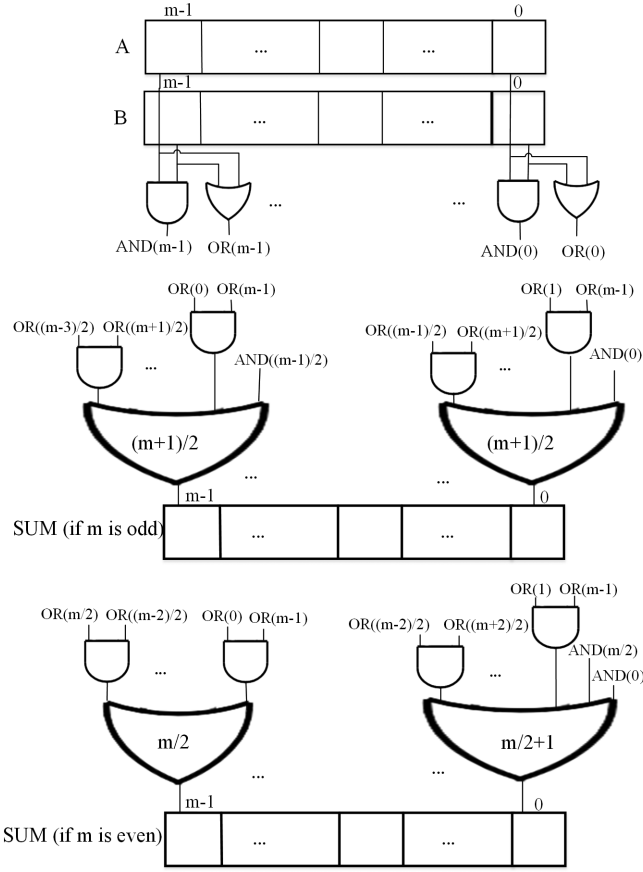 m-1 0
A ... ...
m-1 0
B ... ...
... ...
AND(m-1) OR(m-1) AND(0) OR(0)
OR(0) OR(m-1) OR(1) OR(m-1)
OR((m-3)/2) OR((m+1)/2) OR((m-1)/2) OR((m+1)/2)
... AND((m-1)/2) ... AND(0)
(m+1)/2 (m+1)/2
... ...
m-1 0
SUM (if m is odd) ... ...
OR(1) OR(m-1)
OR(m/2) OR((m-2)/2) OR(0) OR(m-1) OR((m-2)/2) OR((m+2)/2)
AND(m/2)
... ... AND(0)
m/2 m/2+1
... ...
m-1 0
SUM (if m is even) ... ...